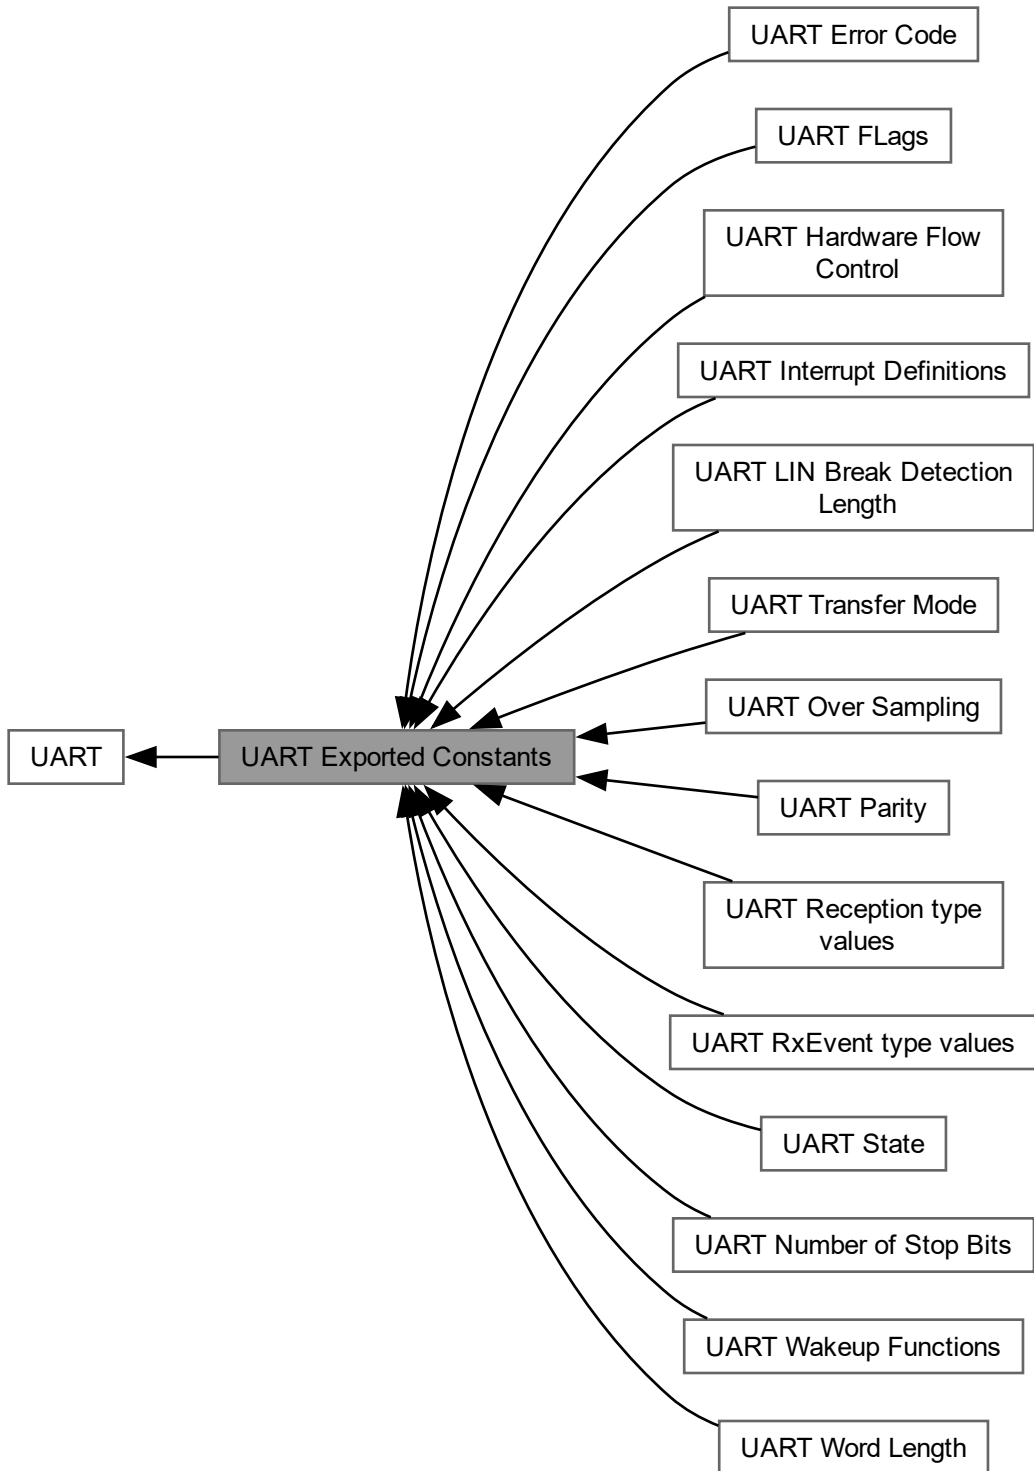 UART Error Code
UART FLags
UART Hardware Flow
Control
UART Interrupt Definitions
UART LIN Break Detection
Length
UART Transfer Mode
UART Over Sampling
UART
UART Exported Constants
UART Parity
UART Reception type
values
UART RxEvent type values
UART State
UART Number of Stop Bits
UART Wakeup Functions
UART Word Length